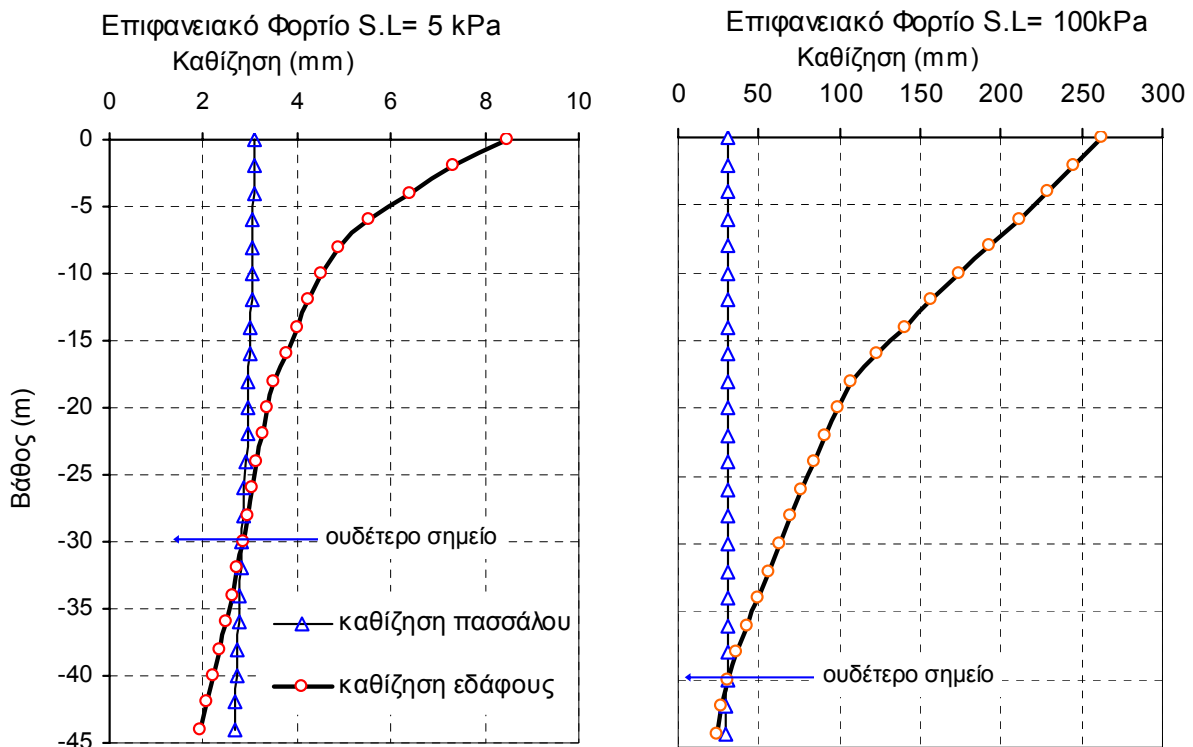 Επιφανειακό Φορτίο S.L= 5 kPa
Καθίζηση (mm)
0 2 4 6 8 10
0
-5
-10
-15
-20
-25
-30
-35
-40
-45
Βάθος (m)
ουδέτερο σημείο
καθίζηση πασσάλου
καθίζηση εδάφους
Επιφανειακό Φορτίο S.L= 100kPa
Καθίζηση (mm)
0 50 100 150 200 250 300
ουδέτερο σημείο